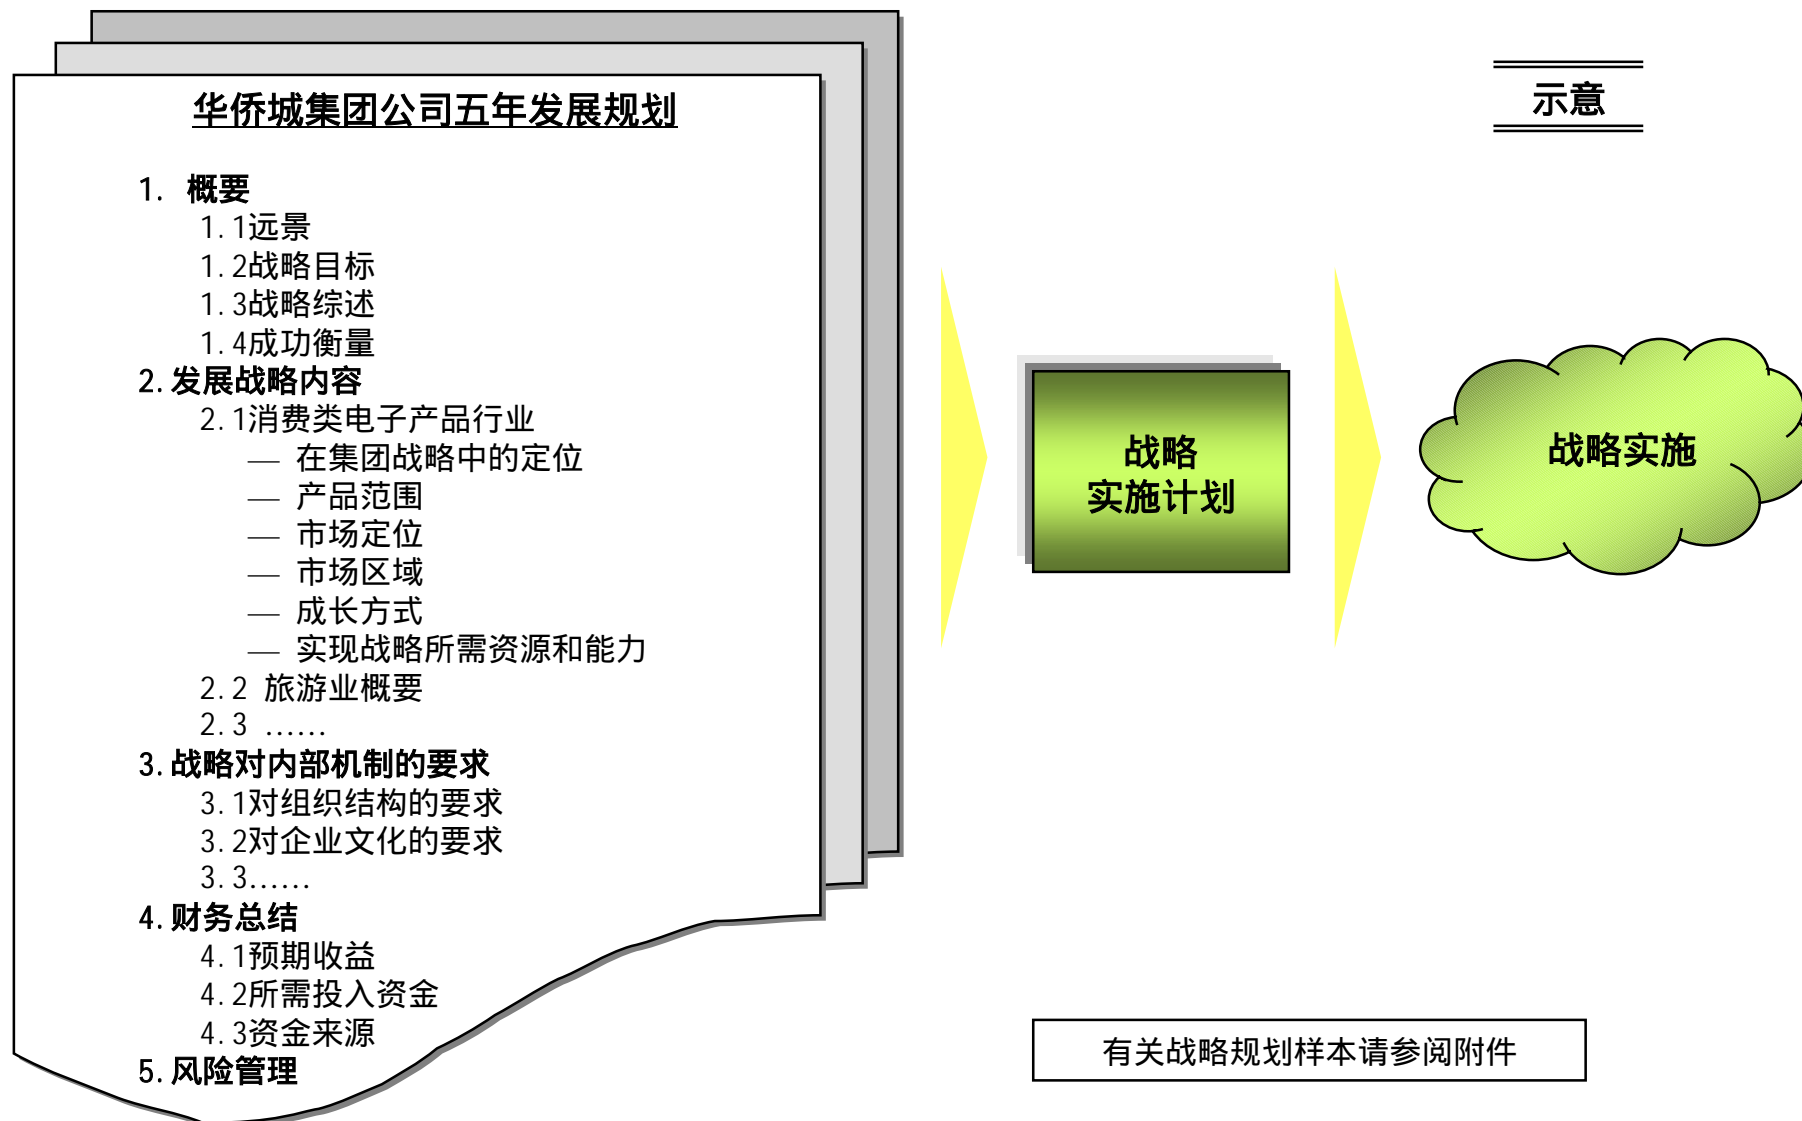 华侨城集团公司五年发展规划
1. 概要
1.1远景
1.2战略目标
1.3战略综述
1.4成功衡量
2.发展战略内容
2.1消费类电子产品行业
— 在集团战略中的定位
— 产品范围
— 市场定位
— 市场区域
— 成长方式
— 实现战略所需资源和能力
2.2 旅游业概要
2.3 ......
3.战略对内部机制的要求
3.1对组织结构的要求
3.2对企业文化的要求
3.3......
4.财务总结
4.1预期收益
4.2所需投入资金
4.3资金来源
5.风险管理
示意
战略
实施计划
战略实施
有关战略规划样本请参阅附件